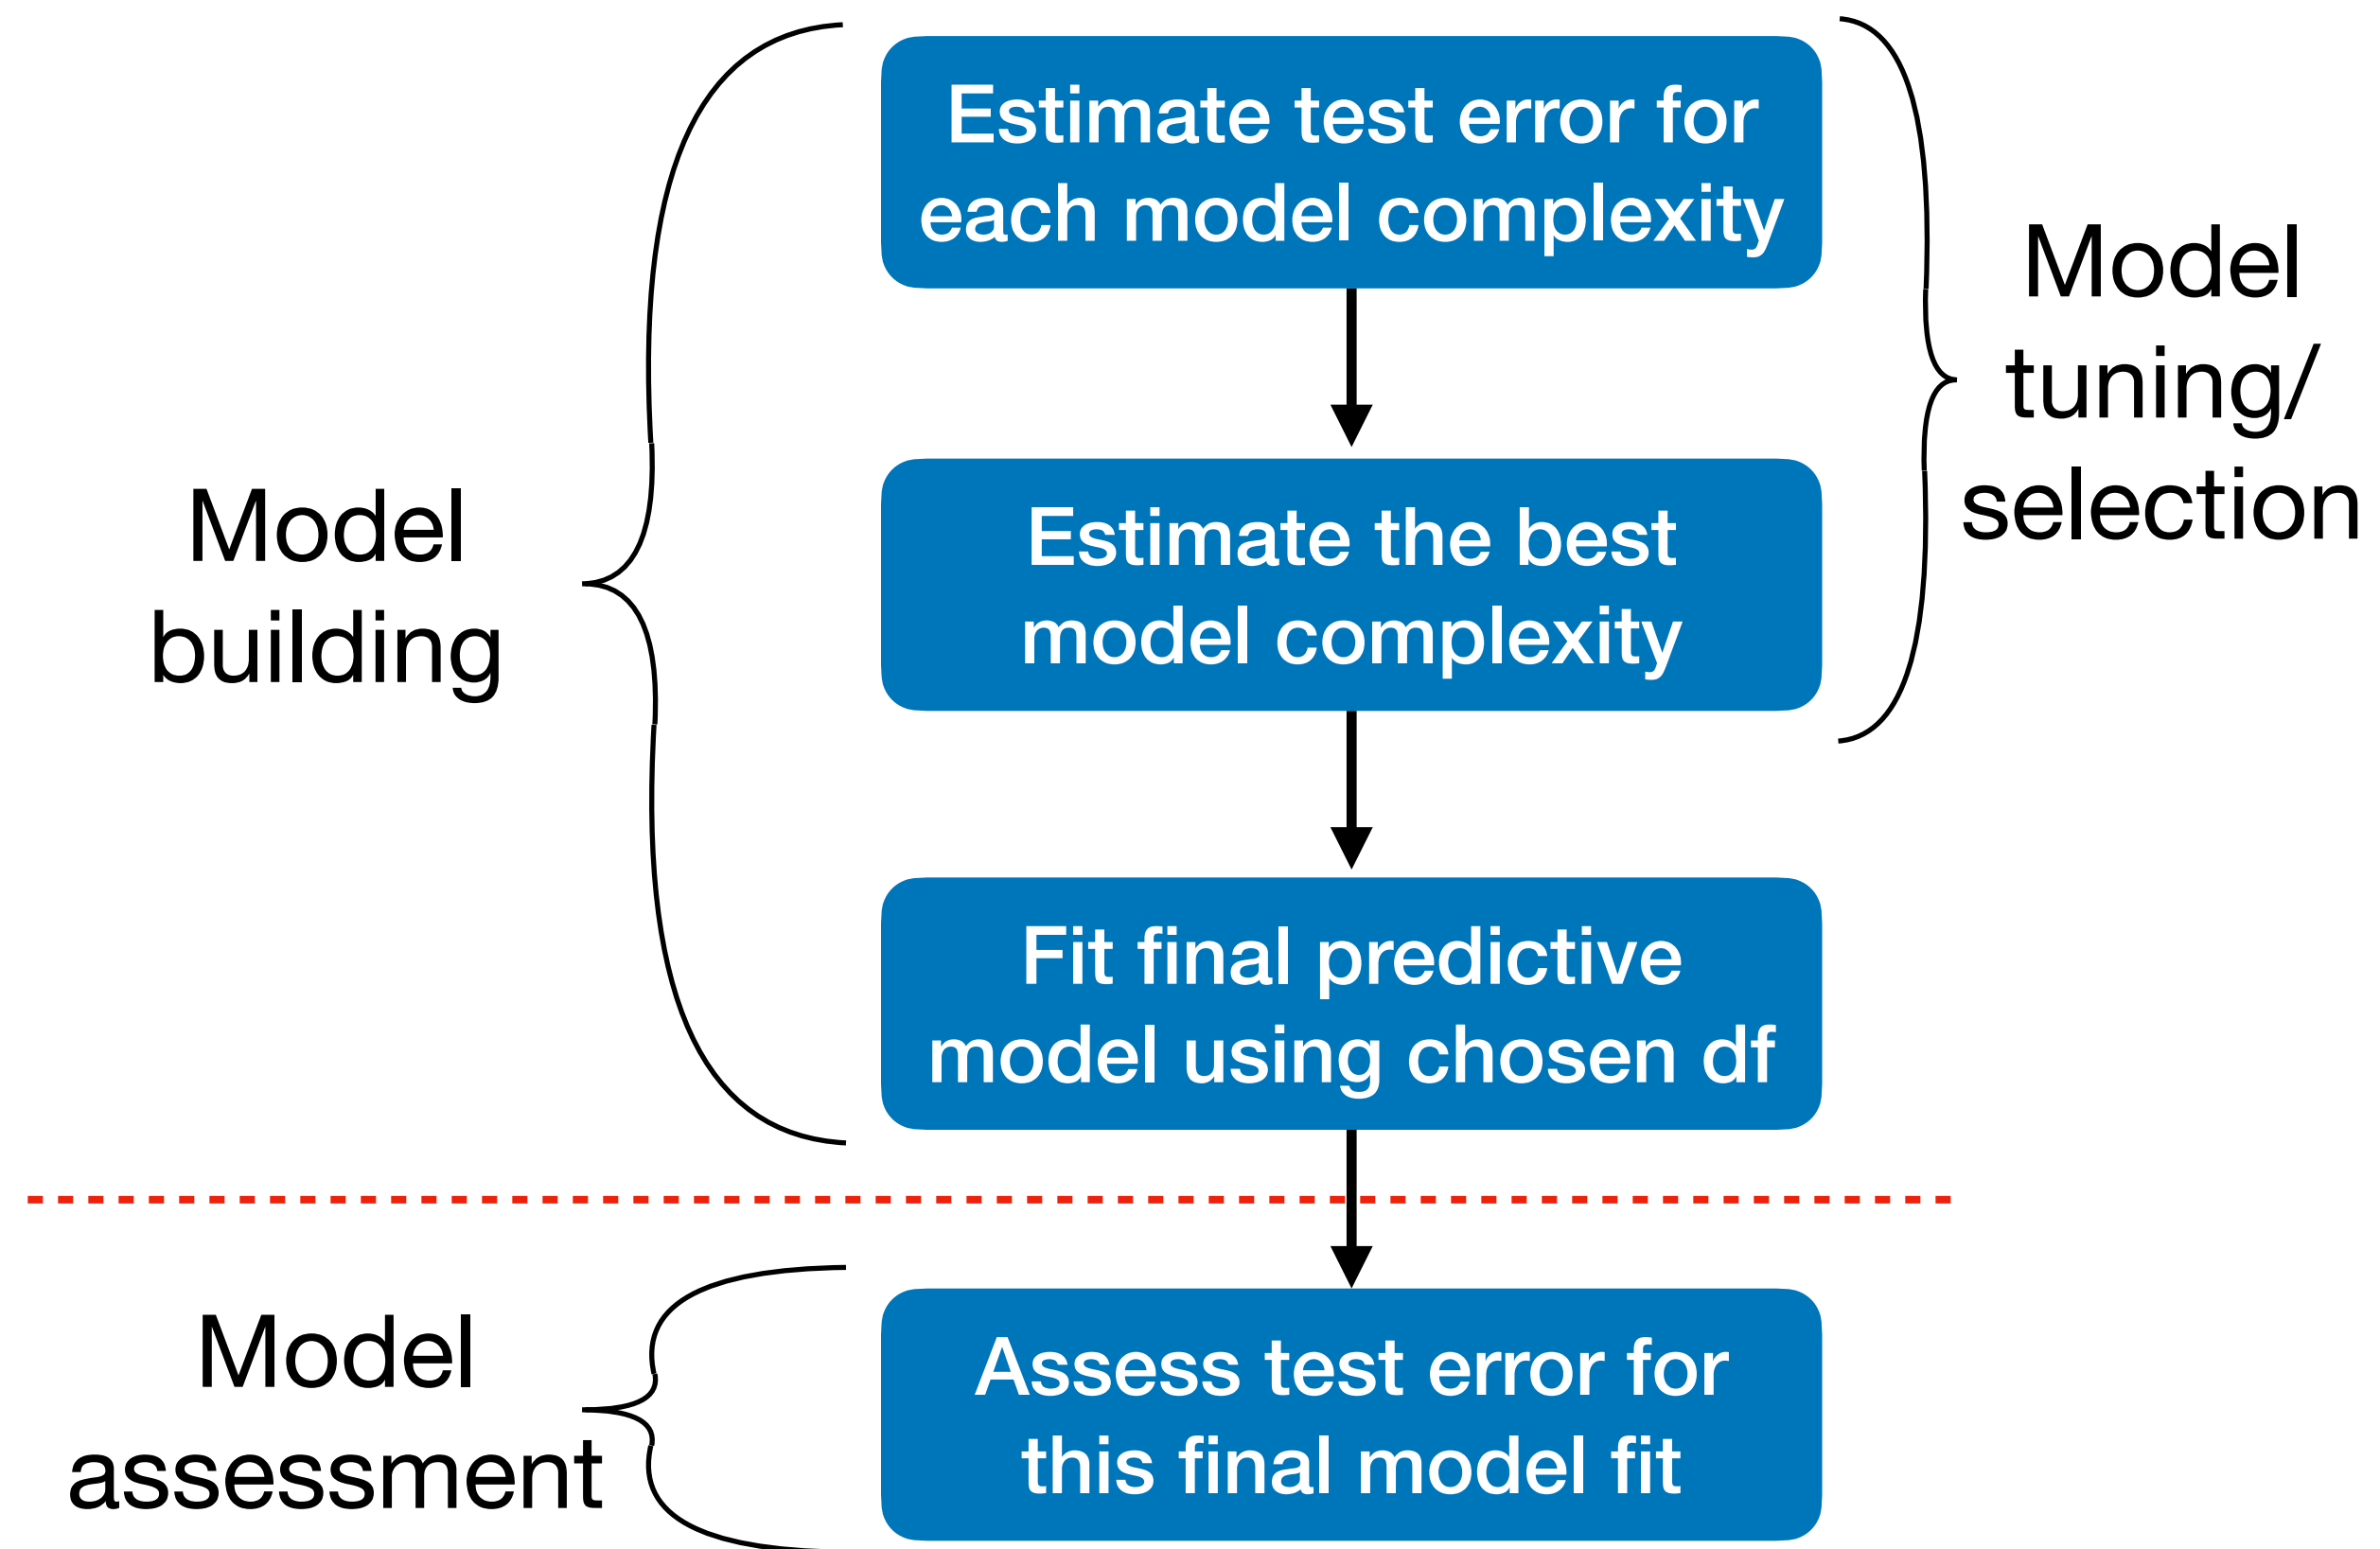 Estimate test error for
each model complexity
Model
tuning/
selection
Estimate the best
model complexity
Model
building
Fit final predictive
model using chosen df
Model
assessment
Assess test error for
this final model fit